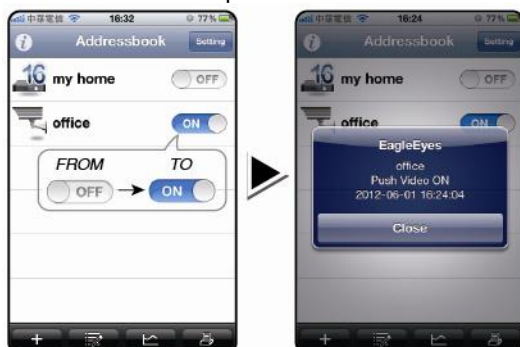 中華電信 16:32 77%
Addressbook Setting
16 my home OFF
office ON
FROM TO
OFF ON
中華電信 16:24 77%
Addressbook Setting
16 my home OFF
office ON
EagleEyes
office
Push Video ON
2012-06-01 16:24:04
Close